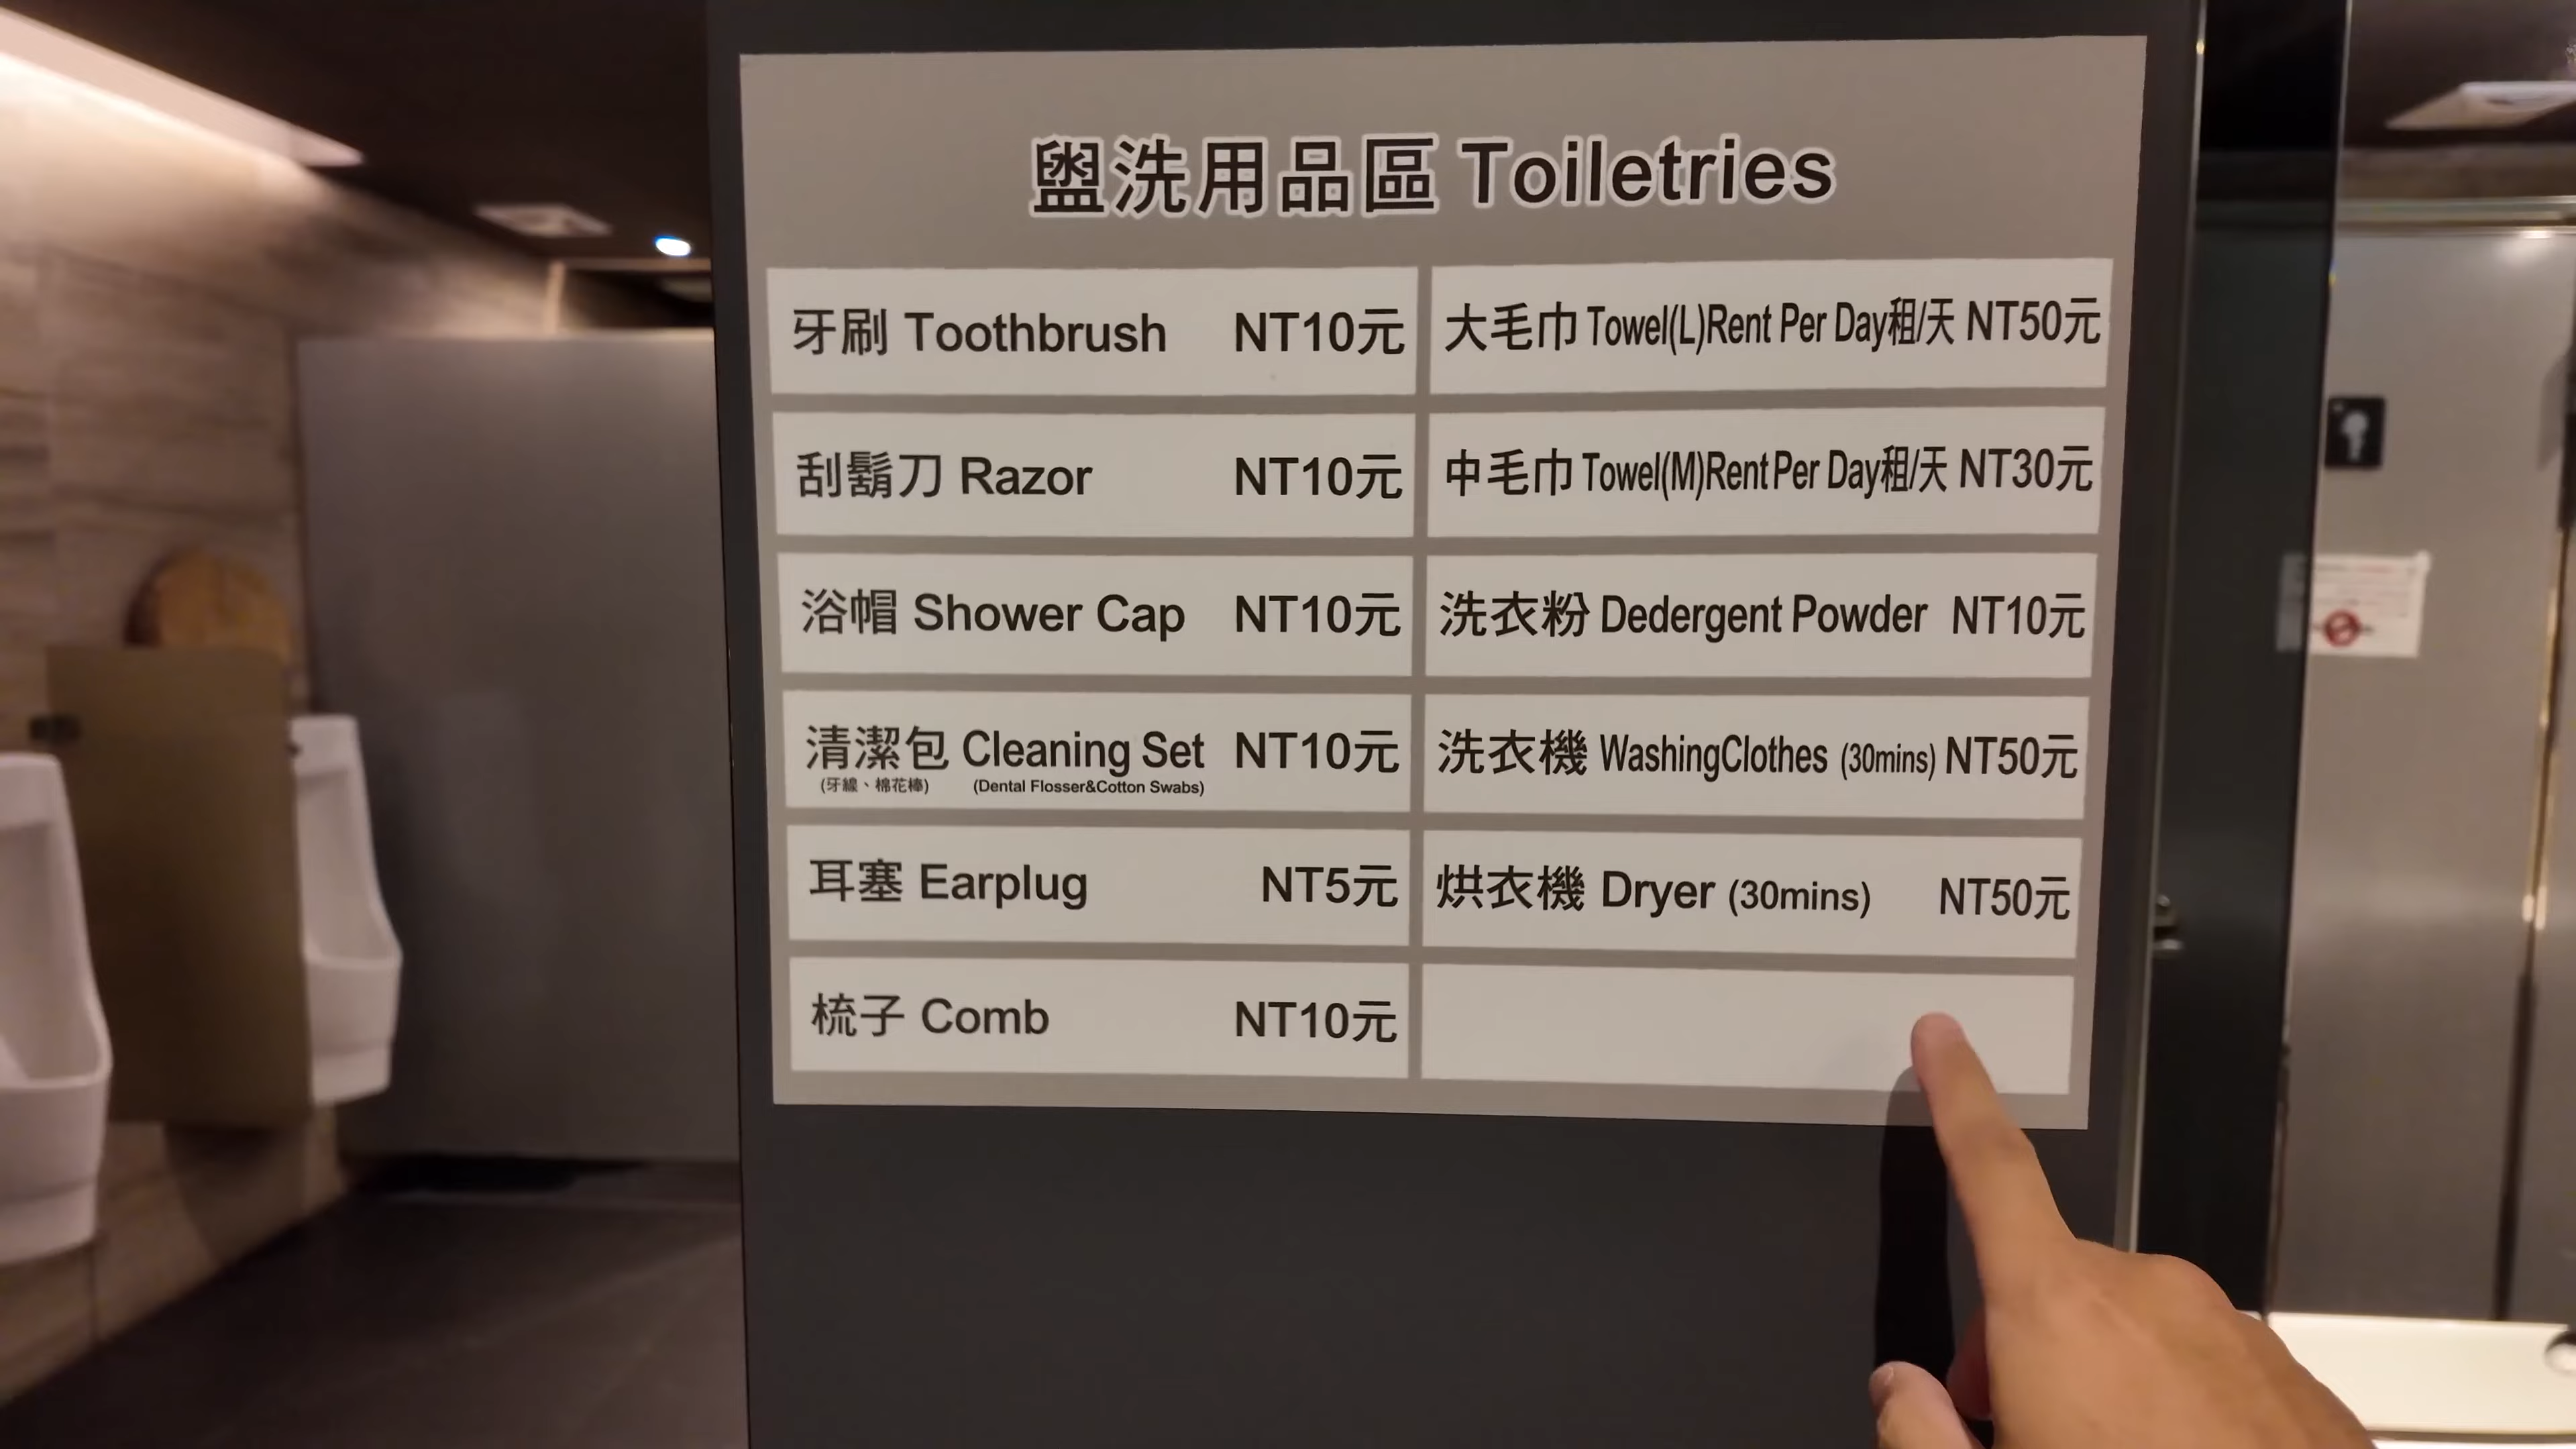 盥洗用品區 Toiletries
牙刷 Toothbrush NT10元
刮鬍刀 Razor NT10元
浴帽 Shower Cap NT10元
清潔包 Cleaning Set NT10元
(牙線、棉花棒) (Dental Flosser&Cotton Swabs)
耳塞 Earplug NT5元
梳子 Comb NT10元
大毛巾 Towel(L)Rent Per Day租/天 NT50元
中毛巾 Towel(M)Rent Per Day租/天 NT30元
洗衣粉 Dedergent Powder NT10元
洗衣機 WashingClothes (30mins) NT50元
烘衣機 Dryer (30mins) NT50元